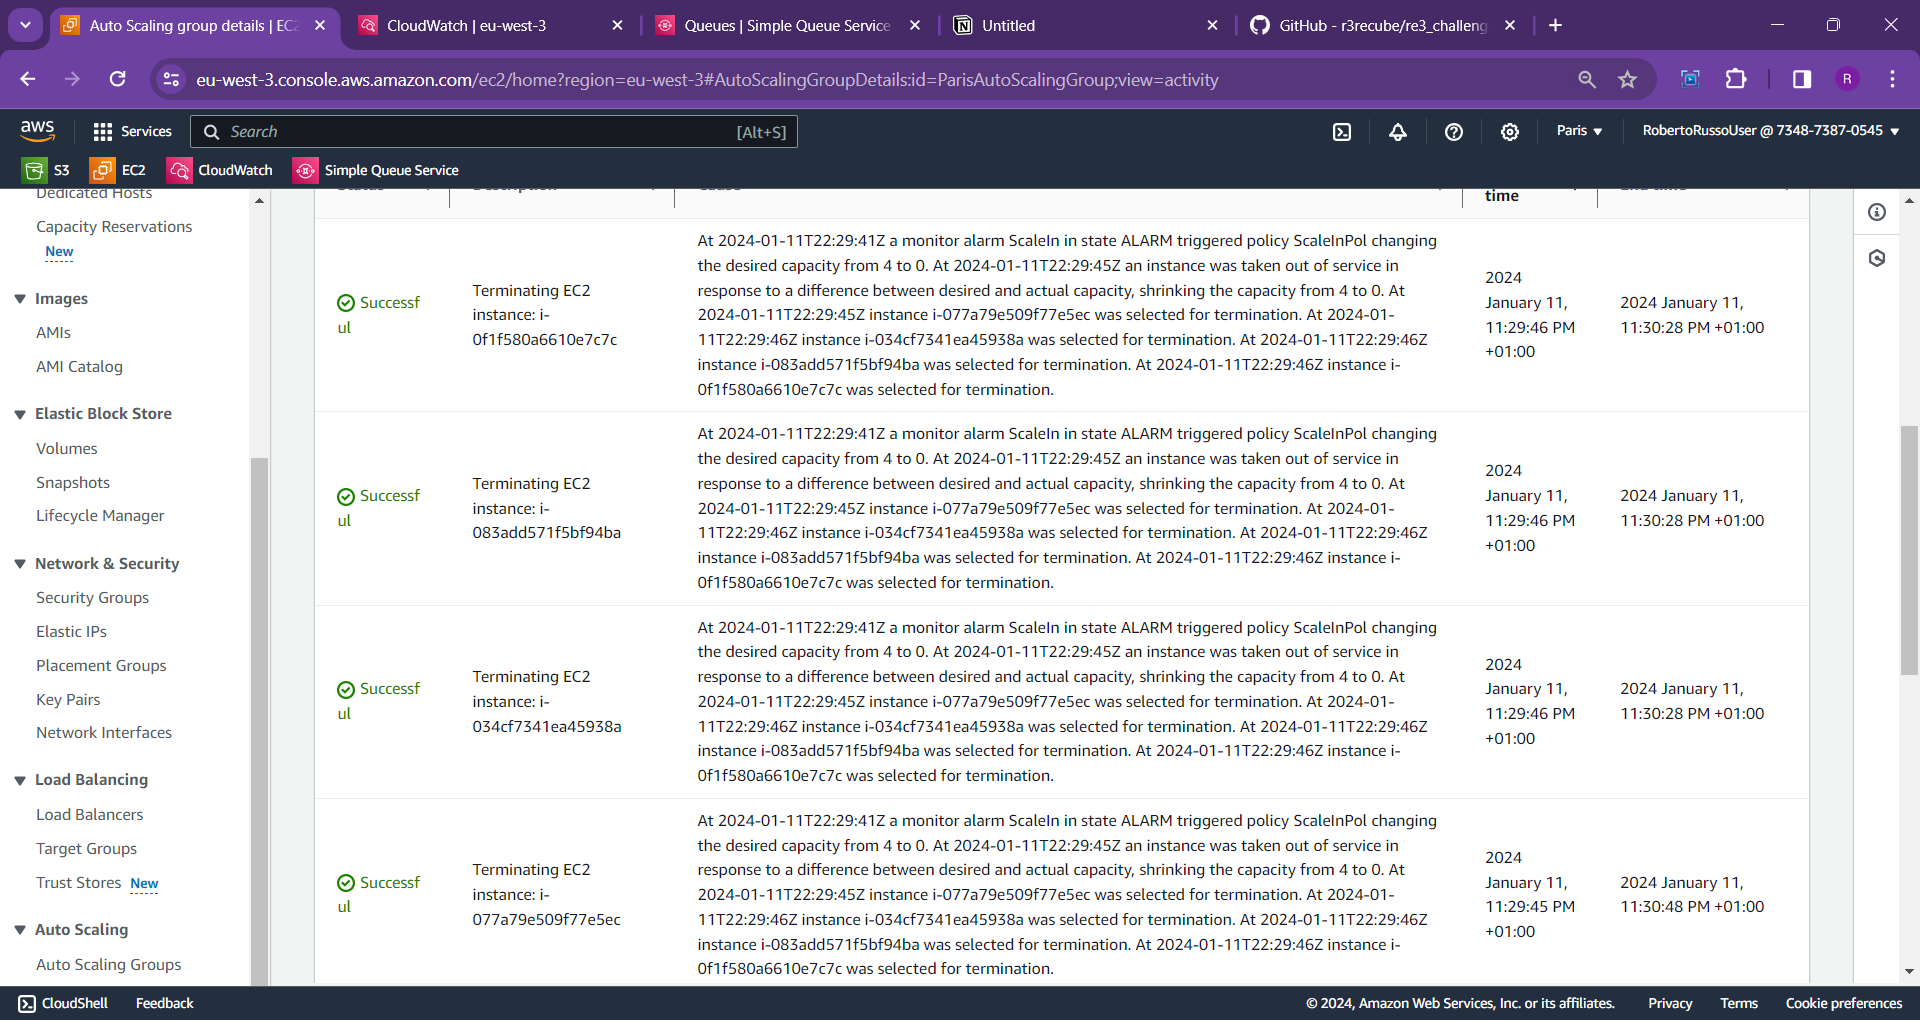 Auto Scaling group details | EC2
CloudWatch | eu-west-3
Queues | Simple Queue Service
Untitled
GitHub - r3recube/re3_challeng
eu-west-3.console.aws.amazon.com/ec2/home?region=eu-west-3#AutoScalingGroupDetails:id=ParisAutoScalingGroup;view=activity
R
aws
Services
Search
[Alt+S]
Paris
RobertoRussoUser @ 7348-7387-0545
S3
EC2
CloudWatch
Simple Queue Service
Dedicated Hosts
Capacity Reservations
New
Images
AMIs
AMI Catalog
Elastic Block Store
Volumes
Snapshots
Lifecycle Manager
Network & Security
Security Groups
Elastic IPs
Placement Groups
Key Pairs
Network Interfaces
Load Balancing
Load Balancers
Target Groups
Trust Stores New
Auto Scaling
Auto Scaling Groups
time
Successf
ul
Terminating EC2
instance: i-
0f1f580a6610e7c7c
At 2024-01-11T22:29:41Z a monitor alarm ScaleIn in state ALARM triggered policy ScaleInPol changing
the desired capacity from 4 to 0. At 2024-01-11T22:29:45Z an instance was taken out of service in
response to a difference between desired and actual capacity, shrinking the capacity from 4 to 0. At
2024-01-11T22:29:45Z instance i-077a79e509f77e5ec was selected for termination. At 2024-01-
11T22:29:46Z instance i-034cf7341ea45938a was selected for termination. At 2024-01-11T22:29:46Z
instance i-083add571f5bf94ba was selected for termination. At 2024-01-11T22:29:46Z instance i-
0f1f580a6610e7c7c was selected for termination.
2024
January 11,
11:29:46 PM
+01:00
2024 January 11,
11:30:28 PM +01:00
Successf
ul
Terminating EC2
instance: i-
083add571f5bf94ba
At 2024-01-11T22:29:41Z a monitor alarm ScaleIn in state ALARM triggered policy ScaleInPol changing
the desired capacity from 4 to 0. At 2024-01-11T22:29:45Z an instance was taken out of service in
response to a difference between desired and actual capacity, shrinking the capacity from 4 to 0. At
2024-01-11T22:29:45Z instance i-077a79e509f77e5ec was selected for termination. At 2024-01-
11T22:29:46Z instance i-034cf7341ea45938a was selected for termination. At 2024-01-11T22:29:46Z
instance i-083add571f5bf94ba was selected for termination. At 2024-01-11T22:29:46Z instance i-
0f1f580a6610e7c7c was selected for termination.
2024
January 11,
11:29:46 PM
+01:00
2024 January 11,
11:30:28 PM +01:00
Successf
ul
Terminating EC2
instance: i-
034cf7341ea45938a
At 2024-01-11T22:29:41Z a monitor alarm ScaleIn in state ALARM triggered policy ScaleInPol changing
the desired capacity from 4 to 0. At 2024-01-11T22:29:45Z an instance was taken out of service in
response to a difference between desired and actual capacity, shrinking the capacity from 4 to 0. At
2024-01-11T22:29:45Z instance i-077a79e509f77e5ec was selected for termination. At 2024-01-
11T22:29:46Z instance i-034cf7341ea45938a was selected for termination. At 2024-01-11T22:29:46Z
instance i-083add571f5bf94ba was selected for termination. At 2024-01-11T22:29:46Z instance i-
0f1f580a6610e7c7c was selected for termination.
2024
January 11,
11:29:46 PM
+01:00
2024 January 11,
11:30:28 PM +01:00
Successf
ul
Terminating EC2
instance: i-
077a79e509f77e5ec
At 2024-01-11T22:29:41Z a monitor alarm ScaleIn in state ALARM triggered policy ScaleInPol changing
the desired capacity from 4 to 0. At 2024-01-11T22:29:45Z an instance was taken out of service in
response to a difference between desired and actual capacity, shrinking the capacity from 4 to 0. At
2024-01-11T22:29:45Z instance i-077a79e509f77e5ec was selected for termination. At 2024-01-
11T22:29:46Z instance i-034cf7341ea45938a was selected for termination. At 2024-01-11T22:29:46Z
instance i-083add571f5bf94ba was selected for termination. At 2024-01-11T22:29:46Z instance i-
0f1f580a6610e7c7c was selected for termination.
2024
January 11,
11:29:45 PM
+01:00
2024 January 11,
11:30:48 PM +01:00
CloudShell
Feedback
© 2024, Amazon Web Services, Inc. or its affiliates.
Privacy
Terms
Cookie preferences